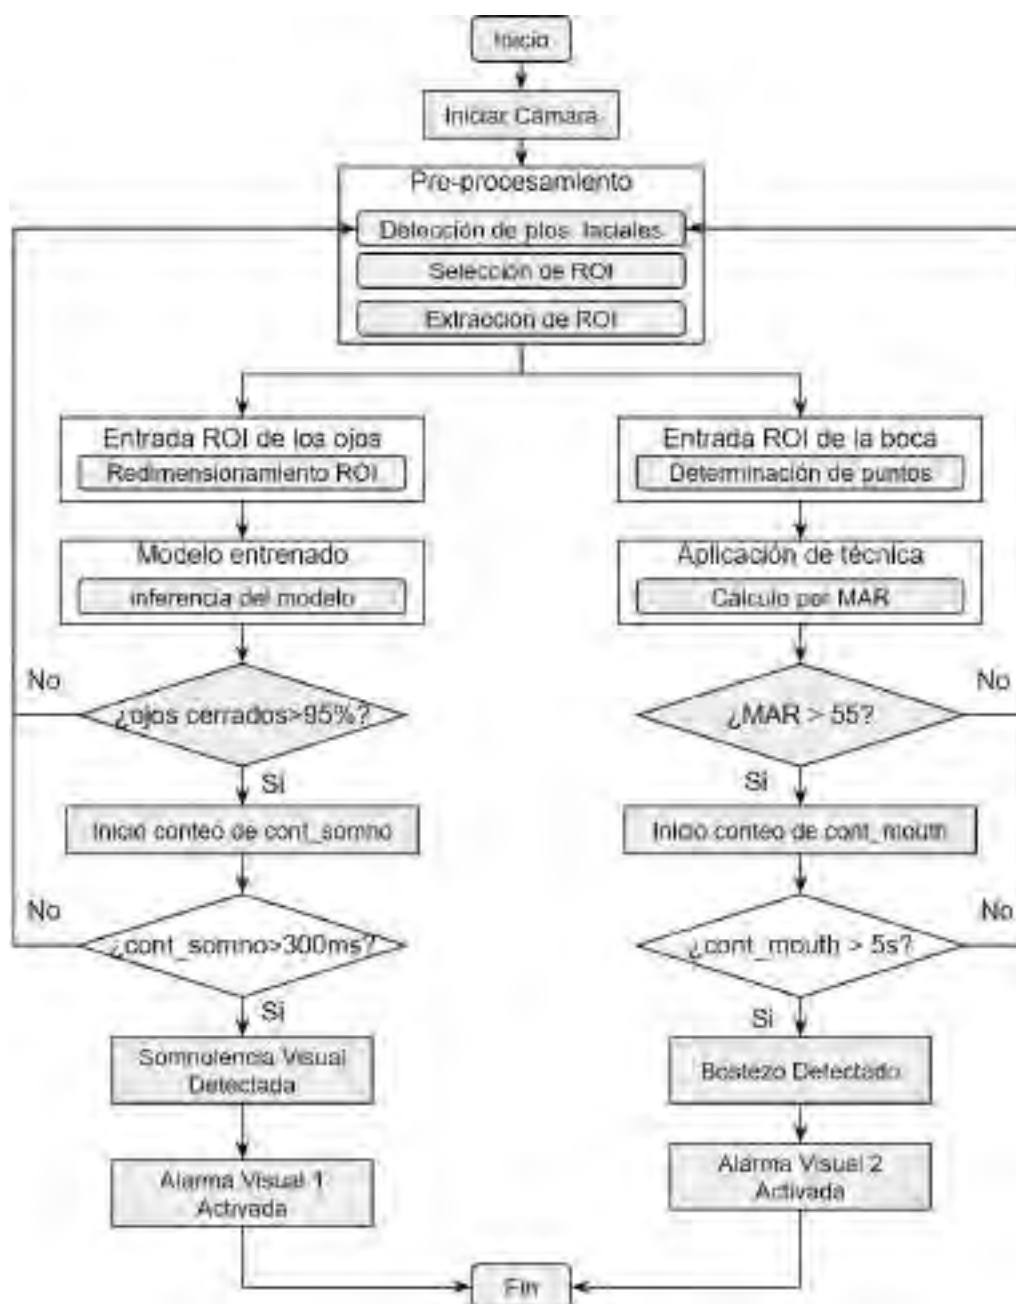 Inicio
Iniciar Cámara
Pre-procesamiento
Detección de ptos. faciales
Selección de ROI
Extracción de ROI
Entrada ROI de los ojos
Redimensionamiento ROI
Modelo entrenado
inferencia del modelo
No
¿ojos cerrados>95%?
Si
Inicio conteo de cont_somno
No
¿cont_somno>300ms?
Si
Somnolencia Visual
Detectada
Alarma Visual 1
Activada
Entrada ROI de la boca
Determinación de puntos
Aplicación de técnica
Cálculo por MAR
No
¿MAR > 55?
Si
Inicio conteo de cont_mouth
No
¿cont_mouth > 5s?
Si
Bostezo Detectado
Alarma Visual 2
Activada
Fin